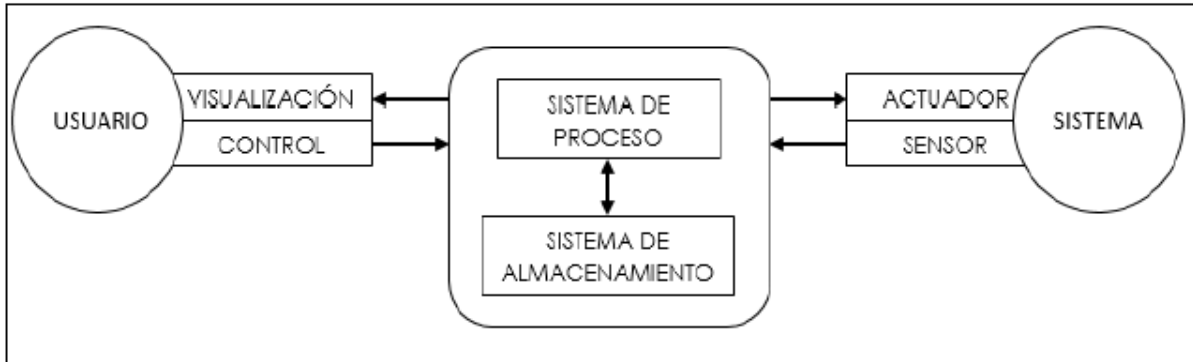 USUARIO
VISUALIZACIÓN
CONTROL
SISTEMA DE
PROCESO
SISTEMA DE
ALMACENAMIENTO
ACTUADOR
SENSOR
SISTEMA